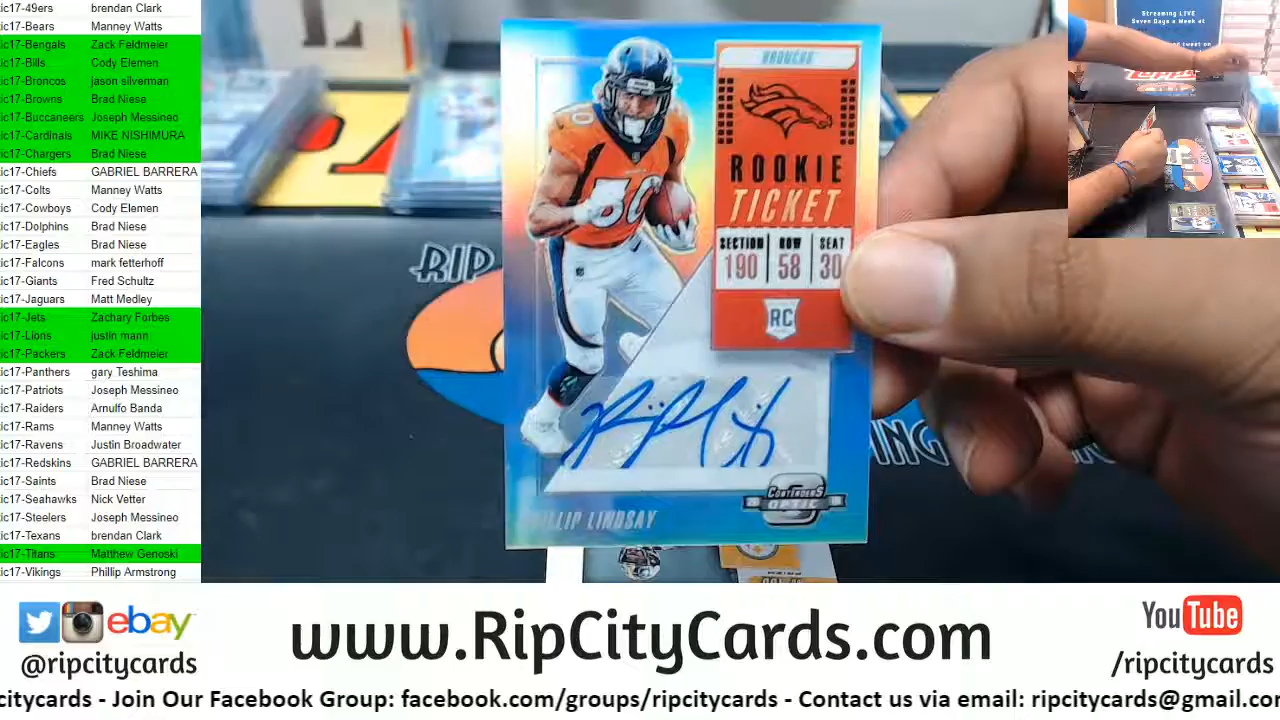 ic17-49ers brendan Clark
ic17-Bears Manney Watts
ic17-Bengals Zack Feldmeier
ic17-Bills Cody Elemen
ic17-Broncos jason silverman
ic17-Browns Brad Niese
ic17-Buccaneers Joseph Messineo
ic17-Cardinals MIKE NISHIMURA
ic17-Chargers Brad Niese
ic17-Chiefs GABRIEL BARRERA
ic17-Colts Manney Watts
ic17-Cowboys Cody Elemen
ic17-Dolphins Brad Niese
ic17-Eagles Brad Niese
ic17-Falcons mark fetterhoff
ic17-Giants Fred Schultz
ic17-Jaguars Matt Medley
ic17-Jets Zachary Forbes
ic17-Lions justin mann
ic17-Packers Zack Feldmeier
ic17-Panthers gary Teshima
ic17-Patriots Joseph Messineo
ic17-Raiders Arnulfo Banda
ic17-Rams Manney Watts
ic17-Ravens Justin Broadwater
ic17-Redskins GABRIEL BARRERA
ic17-Saints Brad Niese
ic17-Seahawks Nick Vetter
ic17-Steelers Joseph Messineo
ic17-Texans brendan Clark
ic17-Titans Matthew Genoski
ic17-Vikings Phillip Armstrong
BRONCOS
ROOKIE
TICKET
SECTION ROW SEAT
190 58 30
RC
30
LLIP LINDSAY
CONTENDERS
OPTIC
RIP
Streaming LIVE
Seven Days a Week at
tweet on
ebay
@ripcitycards
www.RipCityCards.com
YouTube
/ripcitycards
citycards - Join Our Facebook Group: facebook.com/groups/ripcitycards - Contact us via email: ripcitycards@gmail.co